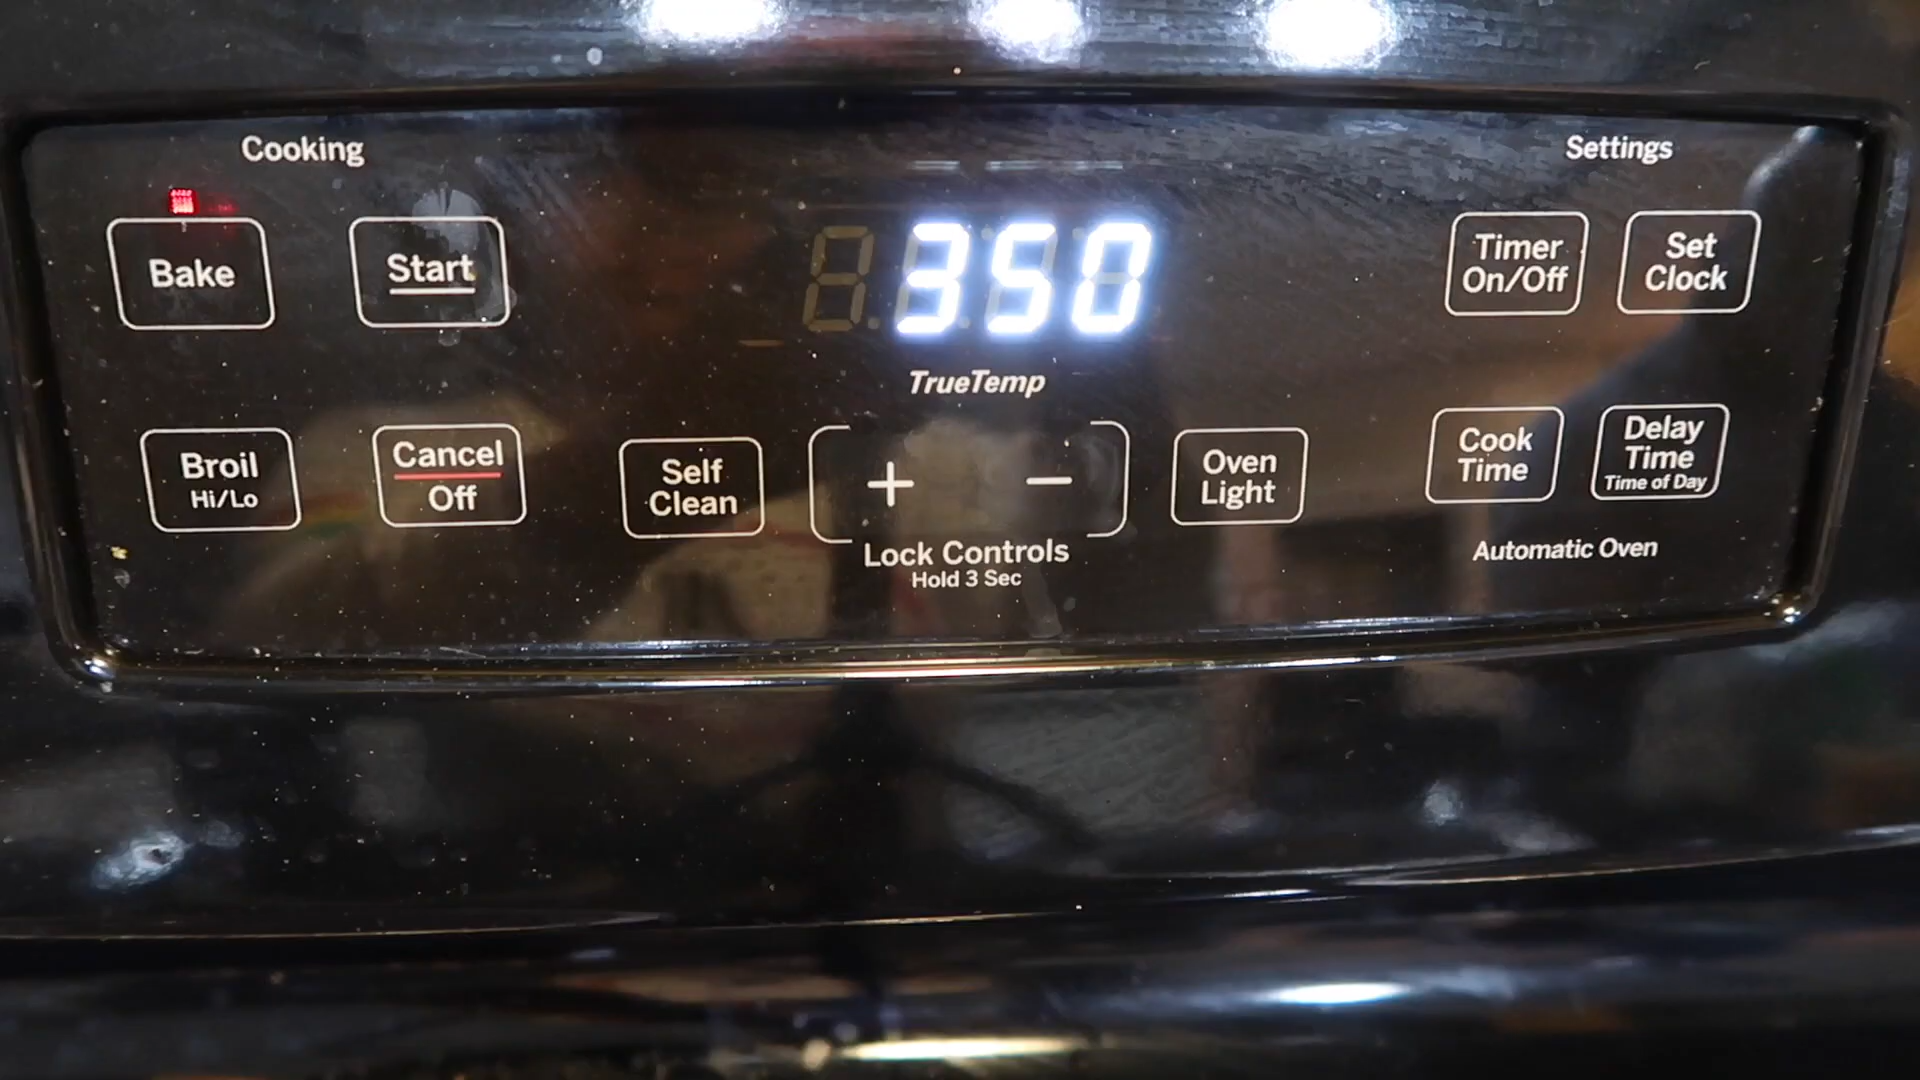 Cooking
Settings
350
Bake
Start
Timer
On/Off
Set
Clock
TrueTemp
Broil
Hi/Lo
Cancel
Off
Self
Clean
+ −
Oven
Light
Cook
Time
Delay
Time
Time of Day
Lock Controls
Hold 3 Sec
Automatic Oven